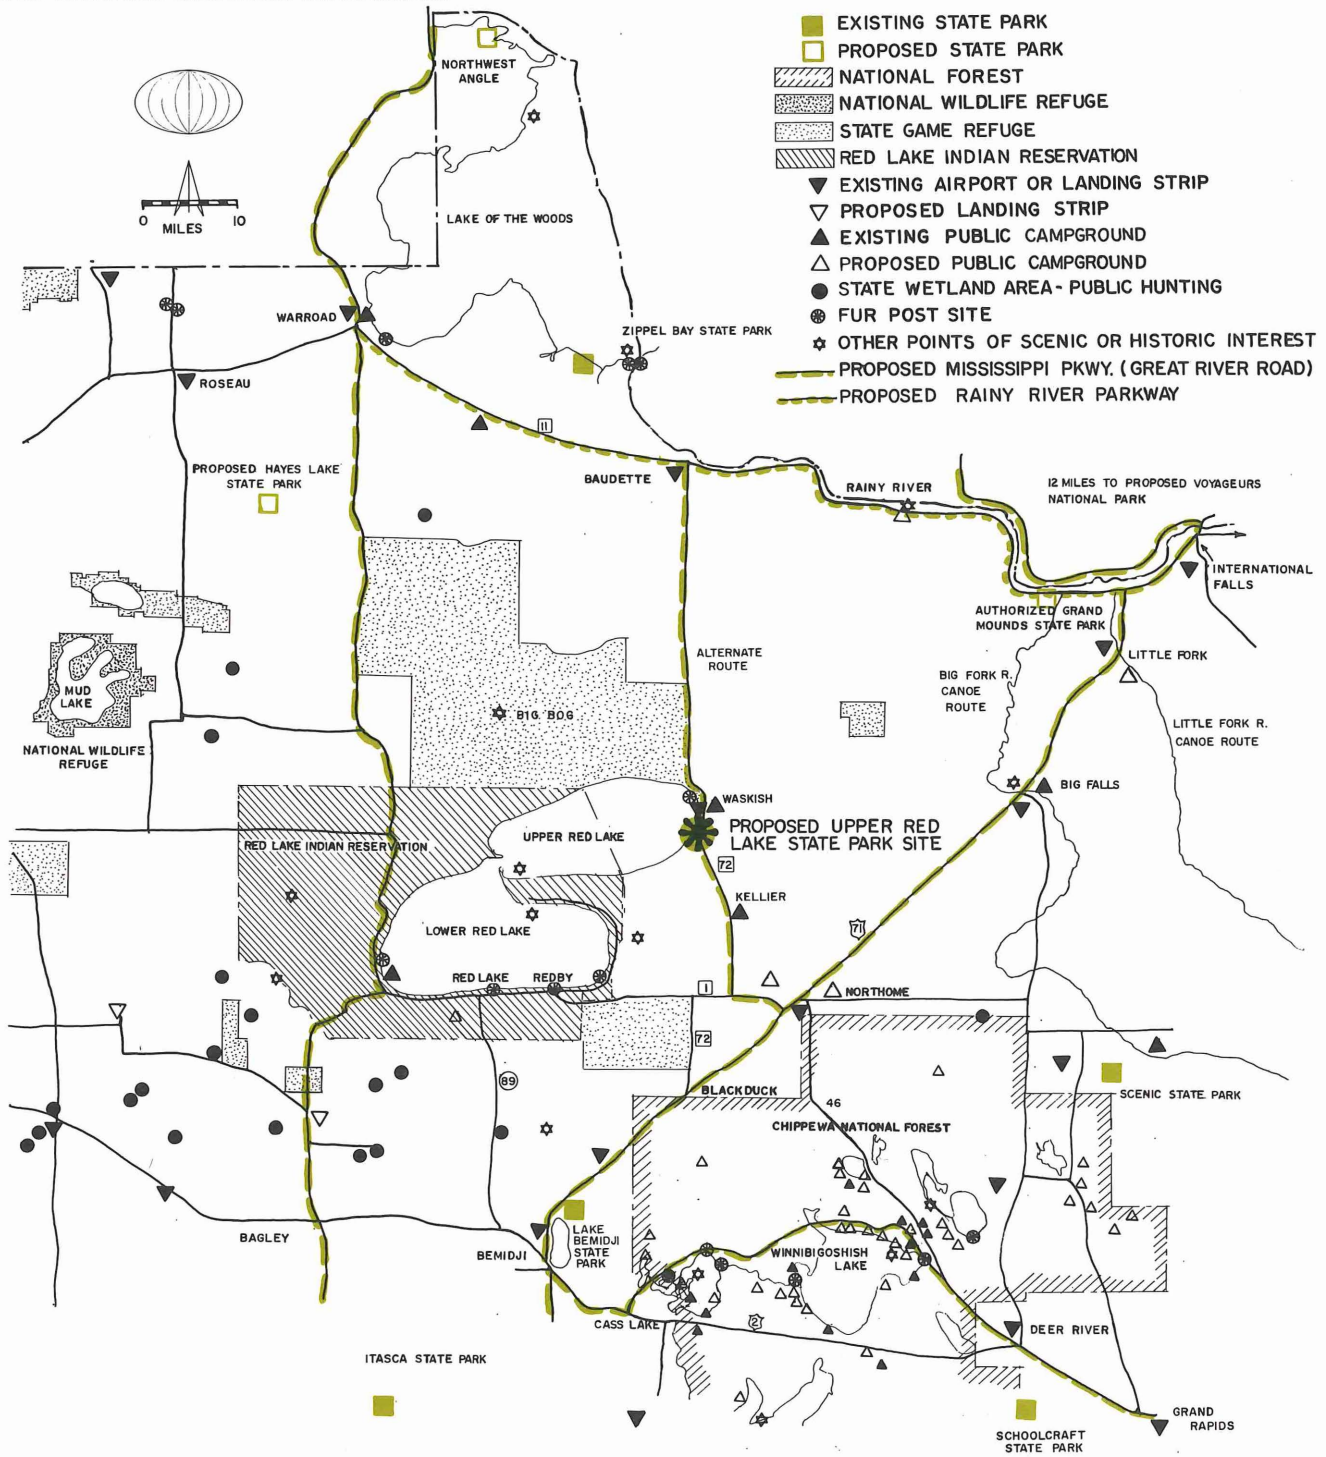 EXISTING STATE PARK
PROPOSED STATE PARK
NATIONAL FOREST
NATIONAL WILDLIFE REFUGE
STATE GAME REFUGE
RED LAKE INDIAN RESERVATION
EXISTING AIRPORT OR LANDING STRIP
PROPOSED LANDING STRIP
EXISTING PUBLIC CAMPGROUND
PROPOSED PUBLIC CAMPGROUND
STATE WETLAND AREA - PUBLIC HUNTING
FUR POST SITE
OTHER POINTS OF SCENIC OR HISTORIC INTEREST
PROPOSED MISSISSIPPI PKWY. (GREAT RIVER ROAD)
PROPOSED RAINY RIVER PARKWAY
NORTHWEST
ANGLE
0 10
MILES
LAKE OF THE WOODS
WARROAD
ZIPPEL BAY STATE PARK
ROSEAU
11
PROPOSED HAYES LAKE
STATE PARK
BAUDETTE
RAINY RIVER
12 MILES TO PROPOSED VOYAGEURS
NATIONAL PARK
INTERNATIONAL
FALLS
AUTHORIZED GRAND
MOUNDS STATE PARK
ALTERNATE
ROUTE
LITTLE FORK
BIG FORK R.
CANOE
ROUTE
LITTLE FORK R.
CANOE ROUTE
MUD
LAKE
BIG BOG
NATIONAL WILDLIFE
REFUGE
BIG FALLS
WASKISH
PROPOSED UPPER RED
LAKE STATE PARK SITE
UPPER RED LAKE
RED LAKE INDIAN RESERVATION
72
KELLIER
LOWER RED LAKE
71
RED LAKE
REDBY
1
NORTHOME
72
89
BLACKDUCK
46
SCENIC STATE PARK
CHIPPEWA NATIONAL FOREST
BAGLEY
BEMIDJI
LAKE
BEMIDJI
STATE
PARK
WINNIBIGOSHISH
LAKE
CASS LAKE
2
DEER RIVER
ITASCA STATE PARK
GRAND
RAPIDS
SCHOOLCRAFT
STATE PARK